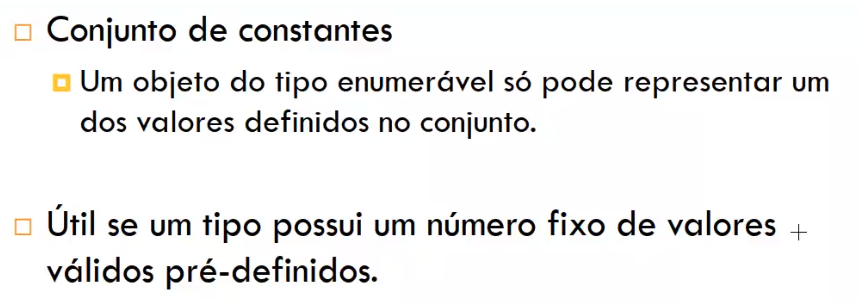 Conjunto de constantes
Um objeto do tipo enumerável só pode representar um
dos valores definidos no conjunto.
Útil se um tipo possui um número fixo de valores
válidos pré-definidos.